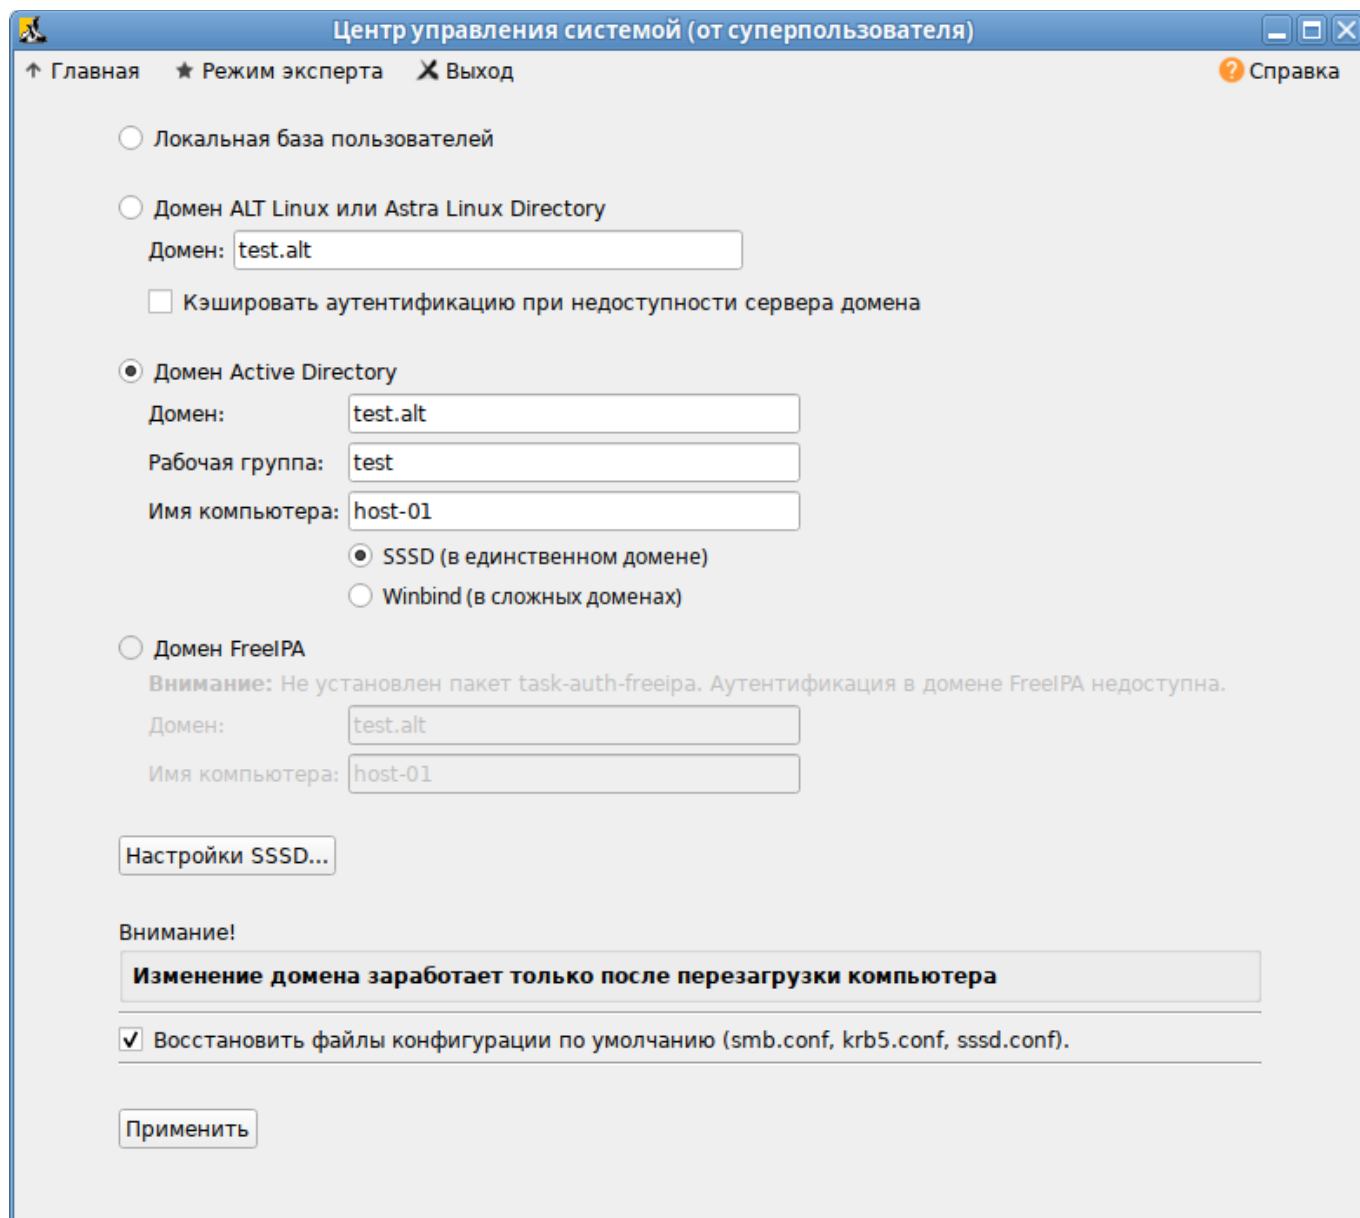 Центр управления системой (от суперпользователя)
Главная Режим эксперта Выход Справка
Локальная база пользователей
Домен ALT Linux или Astra Linux Directory
Домен: test.alt
Кэшировать аутентификацию при недоступности сервера домена
Домен Active Directory
Домен: test.alt
Рабочая группа: test
Имя компьютера: host-01
SSSD (в единственном домене)
Winbind (в сложных доменах)
Домен FreeIPA
Внимание: Не установлен пакет task-auth-freeipa. Аутентификация в домене FreeIPA недоступна.
Домен: test.alt
Имя компьютера: host-01
Настройки SSSD...
Внимание!
Изменение домена заработает только после перезагрузки компьютера
Восстановить файлы конфигурации по умолчанию (smb.conf, krb5.conf, sssd.conf).
Применить